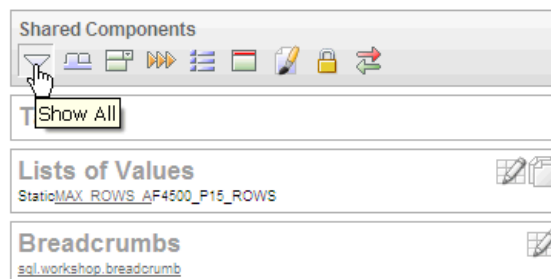 Shared Components
Show All
T
Lists of Values
StaticMAX_ROWS_AF4500_P15_ROWS
Breadcrumbs
sql.workshop.breadcrumb